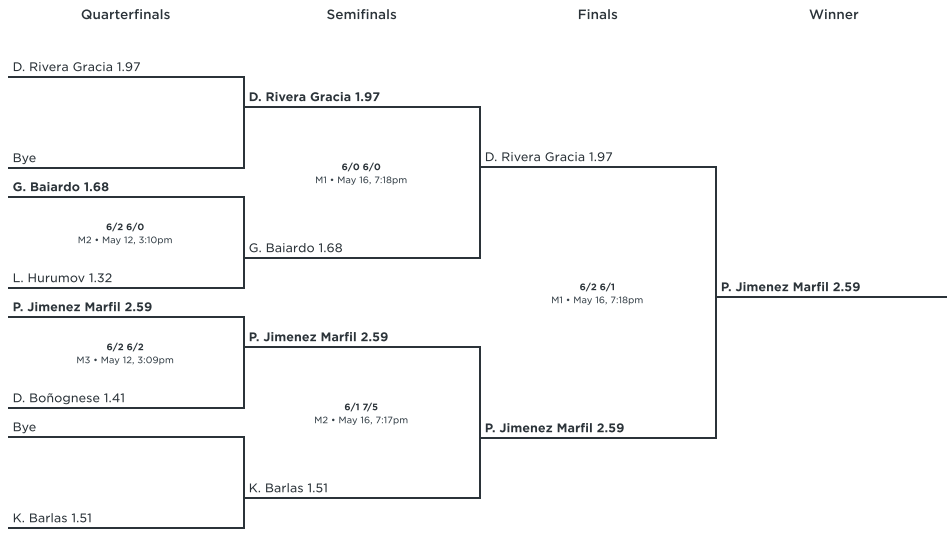 Quarterfinals
Semifinals
Finals
Winner
D. Rivera Gracia 1.97
Bye
G. Baiardo 1.68
6/2 6/0
M2 • May 12, 3:10pm
L. Hurumov 1.32
P. Jimenez Marfil 2.59
6/2 6/2
M3 • May 12, 3:09pm
D. Boñognese 1.41
Bye
K. Barlas 1.51
D. Rivera Gracia 1.97
6/0 6/0
M1 • May 16, 7:18pm
G. Baiardo 1.68
P. Jimenez Marfil 2.59
6/1 7/5
M2 • May 16, 7:17pm
K. Barlas 1.51
D. Rivera Gracia 1.97
6/2 6/1
M1 • May 16, 7:18pm
P. Jimenez Marfil 2.59
P. Jimenez Marfil 2.59